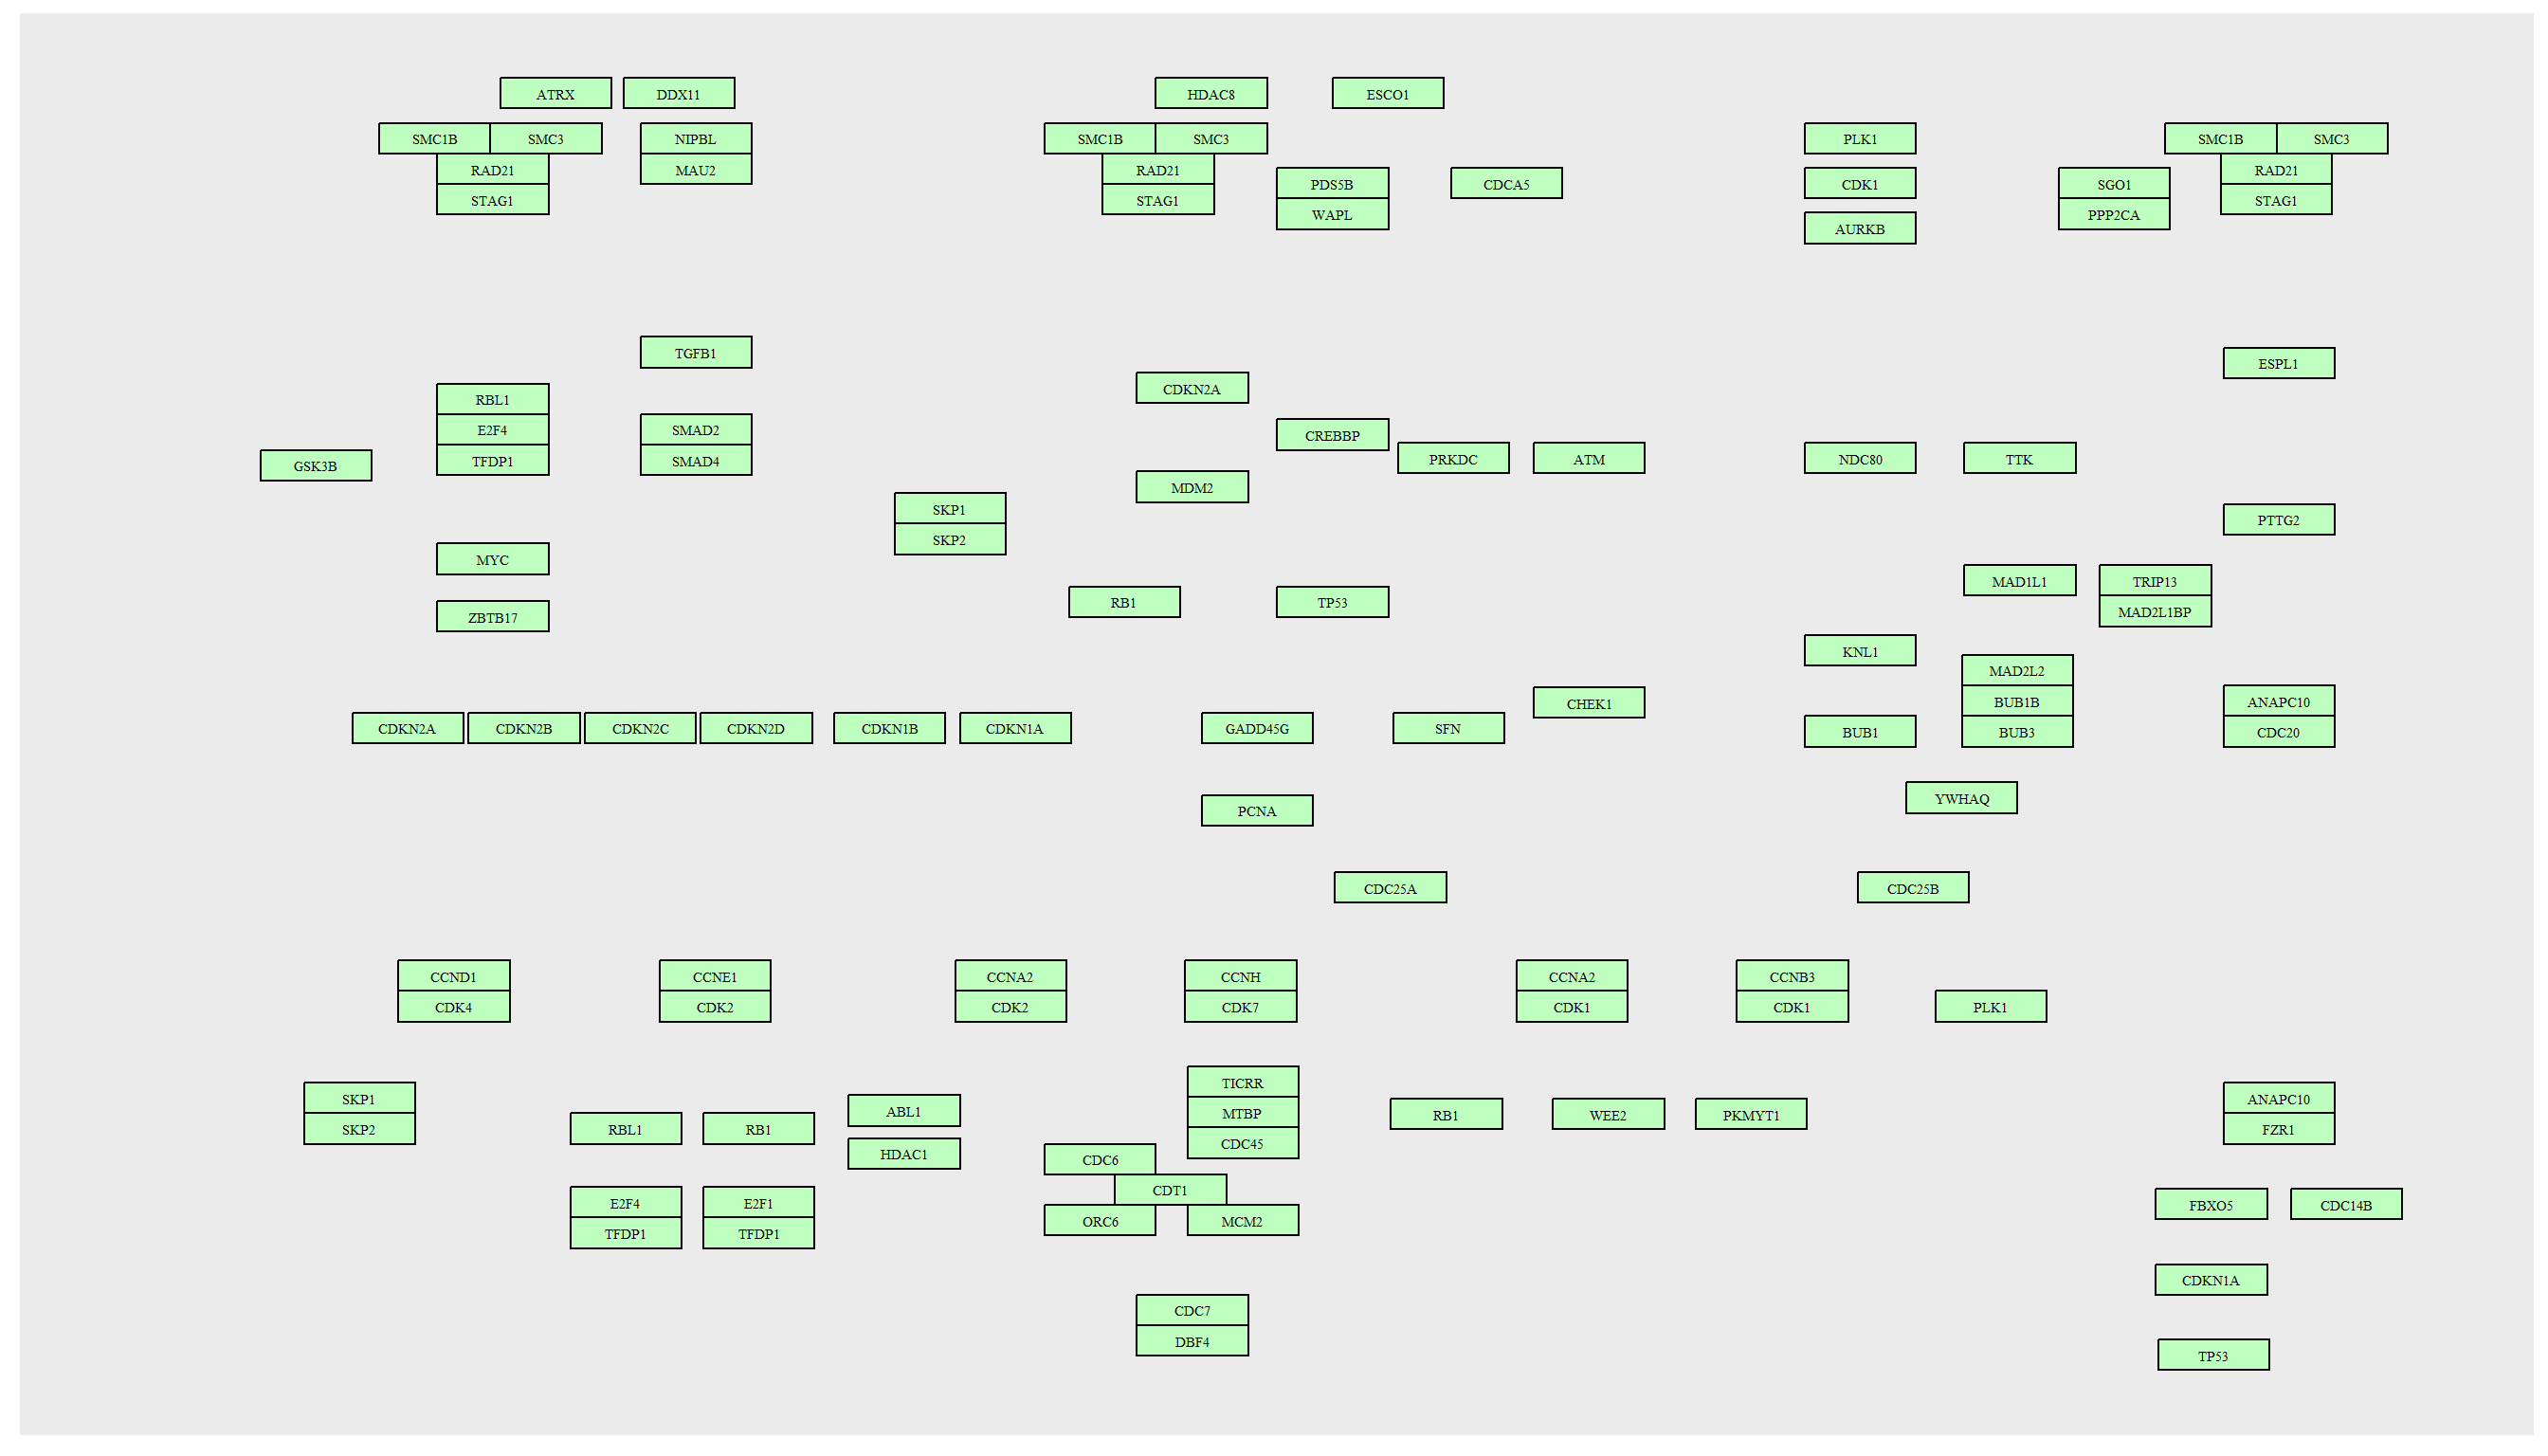 ATRX
DDX11
HDAC8
ESCO1
SMC1B
SMC3
NIPBL
SMC1B
SMC3
PLK1
SMC1B
SMC3
RAD21
MAU2
RAD21
PDS5B
CDCA5
CDK1
SGO1
RAD21
STAG1
STAG1
WAPL
AURKB
PPP2CA
STAG1
TGFB1
ESPL1
CDKN2A
RBL1
E2F4
SMAD2
CREBBP
GSK3B
TFDP1
SMAD4
PRKDC
ATM
NDC80
TTK
MDM2
SKP1
SKP2
PTTG2
MYC
MAD1L1
TRIP13
ZBTB17
RB1
TP53
MAD2L1BP
KNL1
MAD2L2
CHEK1
BUB1B
ANAPC10
CDKN2A
CDKN2B
CDKN2C
CDKN2D
CDKN1B
CDKN1A
GADD45G
SFN
BUB1
BUB3
CDC20
YWHAQ
PCNA
CDC25A
CDC25B
CCND1
CCNE1
CCNA2
CCNH
CCNA2
CCNB3
CDK4
CDK2
CDK2
CDK7
CDK1
CDK1
PLK1
TICRR
SKP1
ABL1
MTBP
RB1
WEE2
PKMYT1
ANAPC10
SKP2
RBL1
RB1
HDAC1
CDC45
FZR1
CDC6
CDT1
E2F4
E2F1
ORC6
MCM2
FBXO5
CDC14B
TFDP1
TFDP1
CDKN1A
CDC7
DBF4
TP53